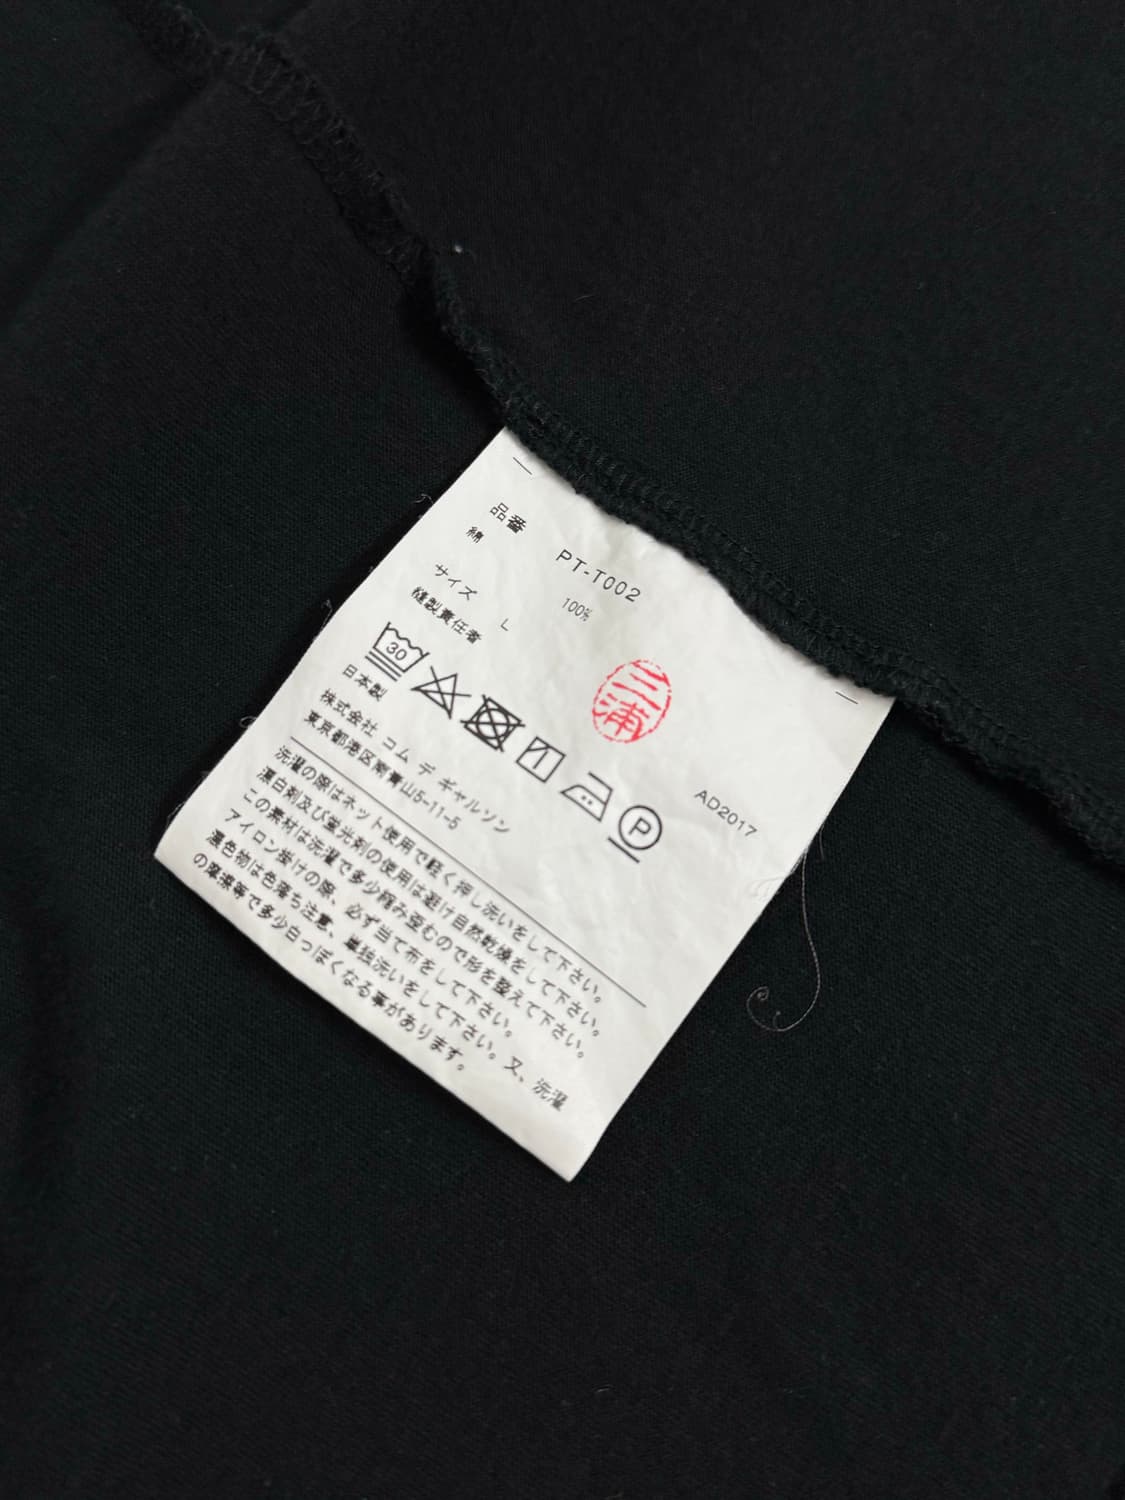 品番 PT-T002
綿 100%
サイズ L
縫製責任者
三浦
30
P
日本製
AD2017
株式会社 コム デ ギャルソン
東京都港区南青山5-11-5
洗濯の際はネット使用で軽く押し洗いをして下さい。
漂白剤及び蛍光剤の使用は避け自然乾燥をして下さい。
この素材は洗濯で多少縮み歪むので形を整えて下さい。
アイロン掛けの際、必ず当て布をして下さい。
濃色物は色落ち注意、単独洗いをして下さい。又、洗濯
の摩擦等で多少白っぽくなる事があります。